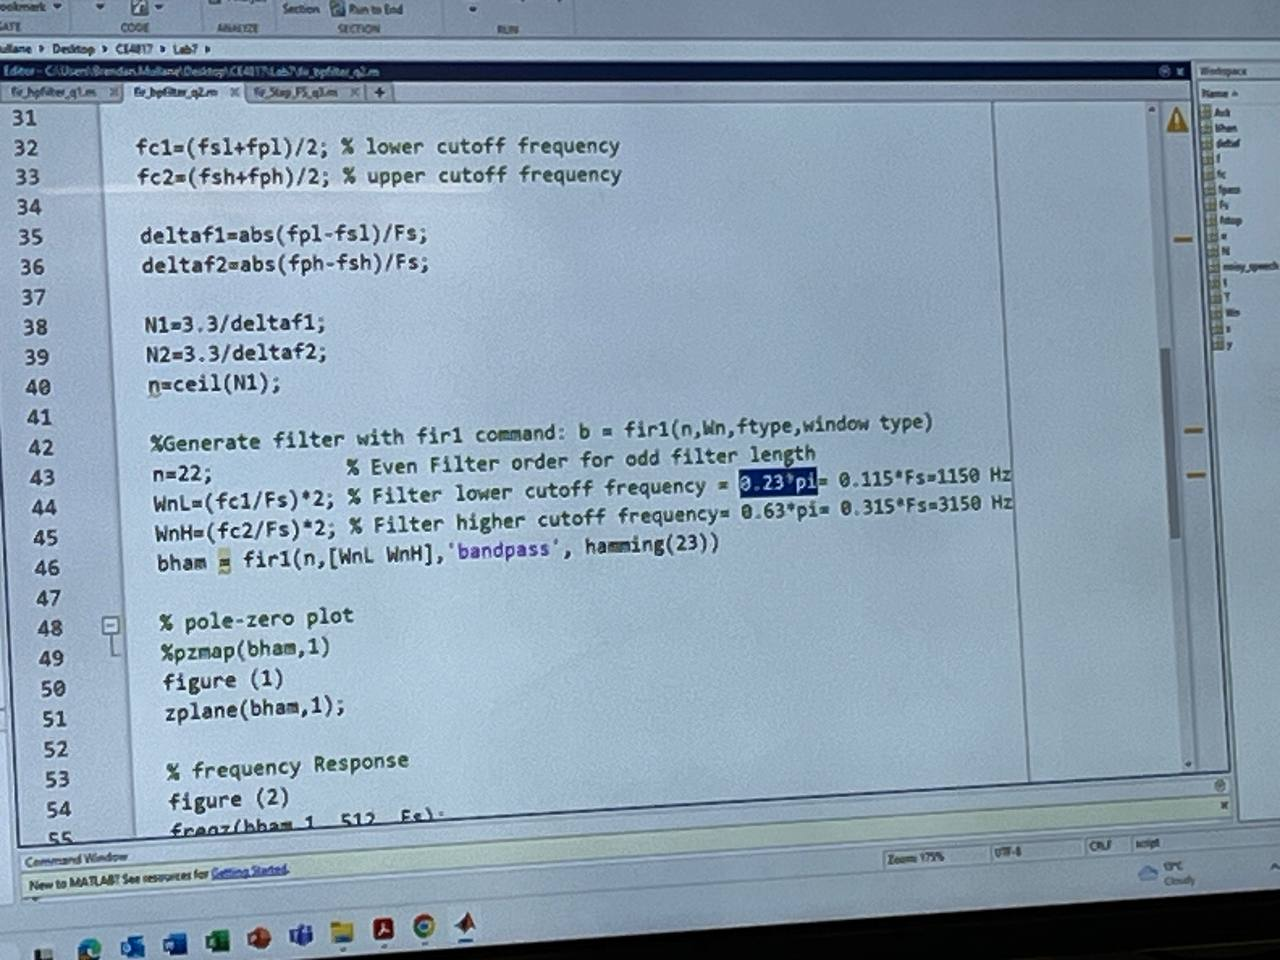 CODE
ANALYZE
Section
Run to End
SECTION
RUN
Desktop CE4817 Lab7
Editor - C:\Users\Brendan.Mullane\Desktop\CE4817\Lab7\fir_bpfilter_q2.m
Workspace
fir_hpfilter_q1.m fir_bpfilter_q2.m fir_Stop_FS_q3.m +
Name
31
32 fc1=(fsl+fpl)/2; % lower cutoff frequency
33 fc2=(fsh+fph)/2; % upper cutoff frequency
34
35 deltaf1=abs(fpl-fsl)/Fs;
36 deltaf2=abs(fph-fsh)/Fs;
37
38 N1=3.3/deltaf1;
39 N2=3.3/deltaf2;
40 n=ceil(N1);
41
42 %Generate filter with fir1 command: b = fir1(n,Wn,ftype,window type)
43 n=22; % Even Filter order for odd filter length
44 WnL=(fc1/Fs)*2; % Filter lower cutoff frequency = 0.23*pi= 0.115*Fs=1150 Hz
45 WnH=(fc2/Fs)*2; % Filter higher cutoff frequency= 0.63*pi= 0.315*Fs=3150 Hz
46 bham = fir1(n,[WnL WnH],'bandpass', hamming(23))
47
48 % pole-zero plot
49 %pzmap(bham,1)
50 figure (1)
51 zplane(bham,1);
52
53 % frequency Response
54 figure (2)
55 freqz(bham,1, 512, Fs);
bham
fc
Fs
N
noisy_speech
y
Command Window
New to MATLAB? See resources for Getting Started.
Zoom: 175% UTF-8 CRLF script
13°C
Cloudy